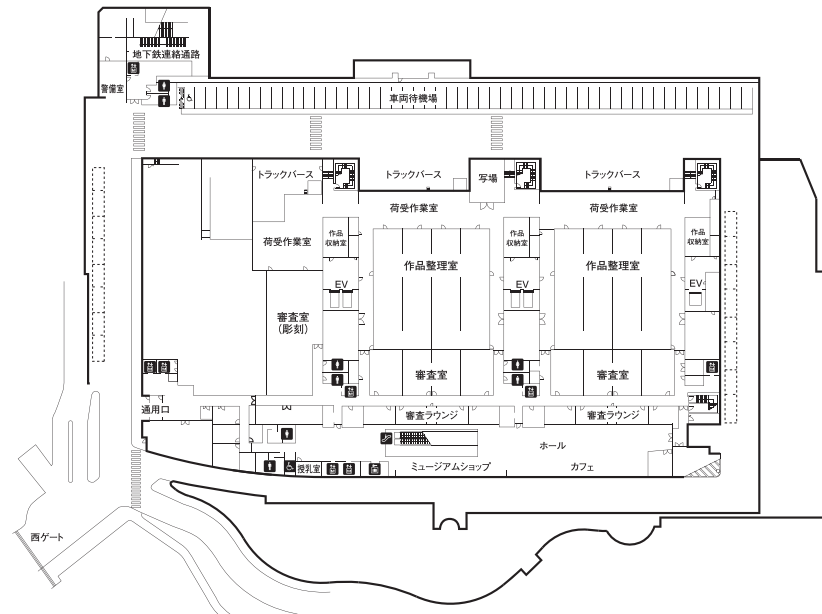 地下鉄連絡通路
警備室
車両待機場
トラックバース
トラックバース
写場
トラックバース
荷受作業室
荷受作業室
荷受作業室
作品
収納室
作品
収納室
作品
収納室
作品整理室
作品整理室
EV
EV
EV
審査室
(彫刻)
審査室
審査室
通用口
審査ラウンジ
審査ラウンジ
ホール
授乳室
ミュージアムショップ
カフェ
西ゲート